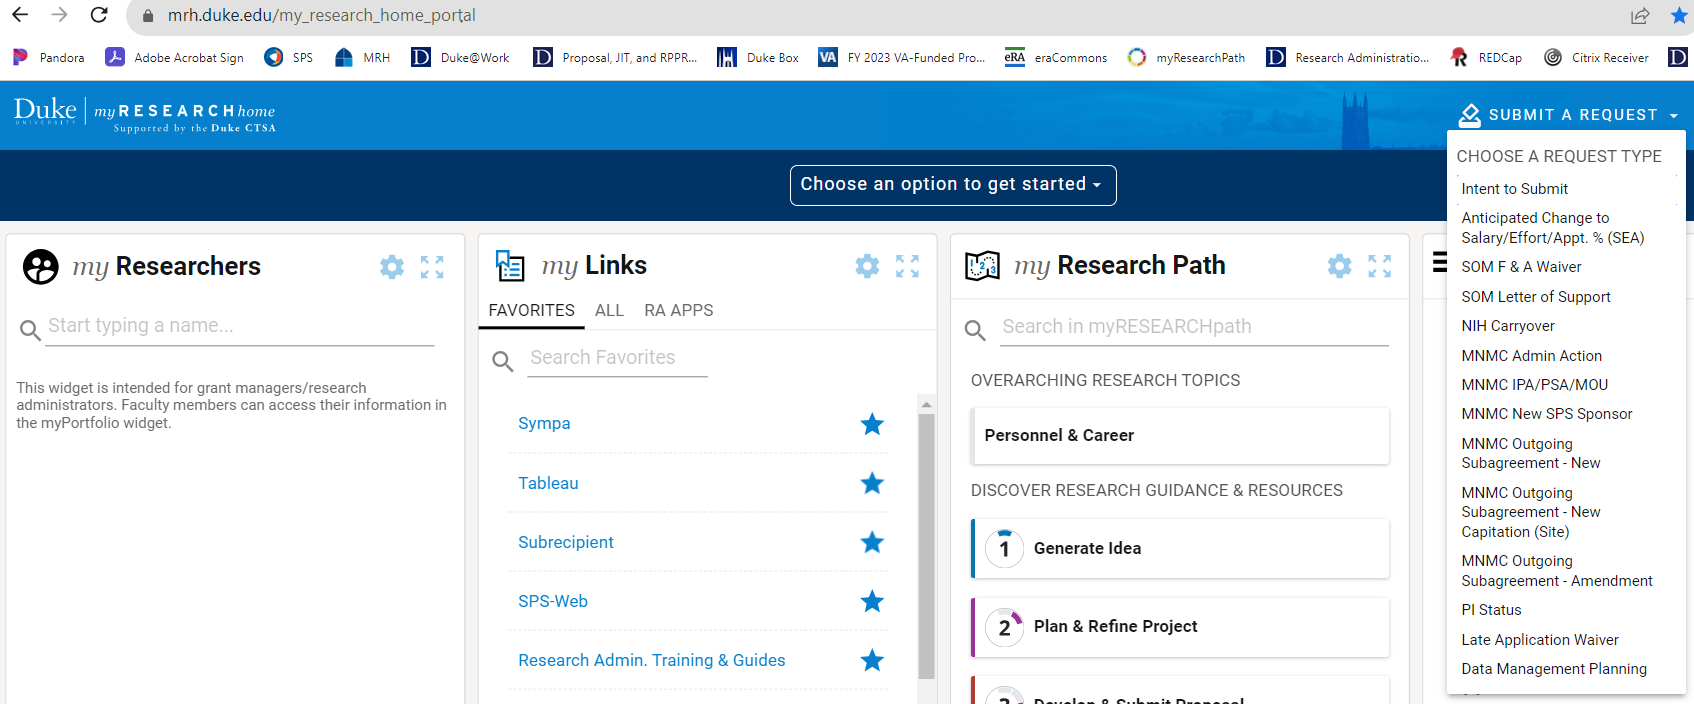 mrh.duke.edu/my_research_home_portal
Pandora
Adobe Acrobat Sign
SPS
MRH
Duke@Work
Proposal, JIT, and RPPR...
Duke Box
VA
FY 2023 VA-Funded Pro...
eRA
eraCommons
myResearchPath
Research Administratio...
REDCap
Citrix Receiver
Duke
UNIVERSITY
myRESEARCHhome
Supported by the Duke CTSA
SUBMIT A REQUEST
Choose an option to get started
CHOOSE A REQUEST TYPE
Intent to Submit
Anticipated Change to
Salary/Effort/Appt. % (SEA)
SOM F & A Waiver
SOM Letter of Support
NIH Carryover
MNMC Admin Action
MNMC IPA/PSA/MOU
MNMC New SPS Sponsor
MNMC Outgoing
Subagreement - New
MNMC Outgoing
Subagreement - New
Capitation (Site)
MNMC Outgoing
Subagreement - Amendment
PI Status
Late Application Waiver
Data Management Planning
my Researchers
Start typing a name...
This widget is intended for grant managers/research
administrators. Faculty members can access their information in
the myPortfolio widget.
my Links
FAVORITES ALL RA APPS
Search Favorites
Sympa
Tableau
Subrecipient
SPS-Web
Research Admin. Training & Guides
my Research Path
Search in myRESEARCHpath
OVERARCHING RESEARCH TOPICS
Personnel & Career
DISCOVER RESEARCH GUIDANCE & RESOURCES
1 Generate Idea
2 Plan & Refine Project
3 Develop & Submit Proposal